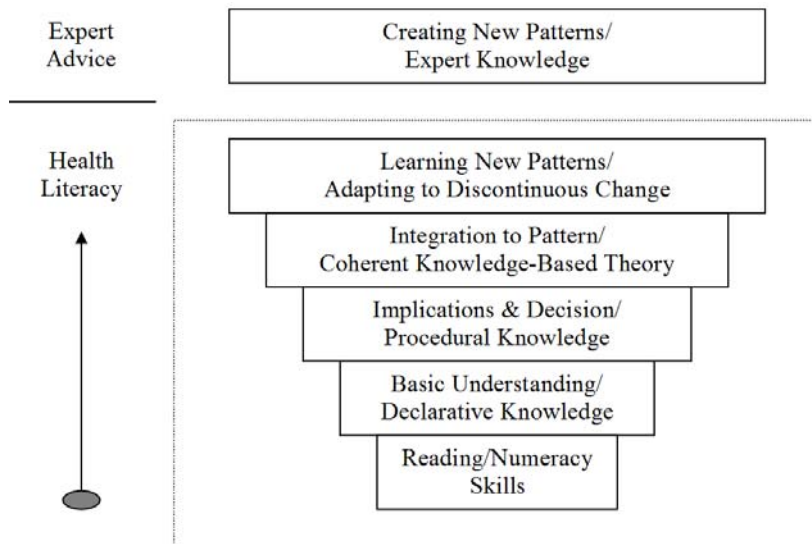 Expert
Advice
Creating New Patterns/
Expert Knowledge
Health
Literacy
Learning New Patterns/
Adapting to Discontinuous Change
Integration to Pattern/
Coherent Knowledge-Based Theory
Implications & Decision/
Procedural Knowledge
Basic Understanding/
Declarative Knowledge
Reading/Numeracy
Skills